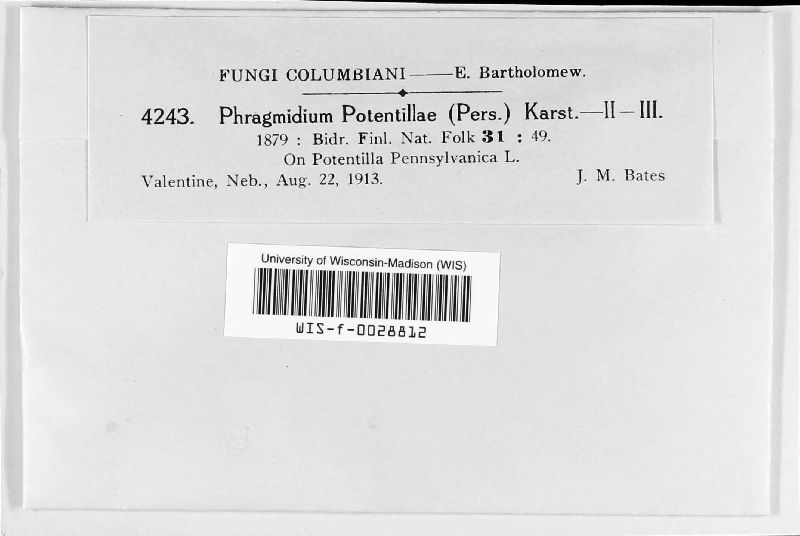 FUNGI COLUMBIANI——E. Bartholomew.
4243. Phragmidium Potentillae (Pers.) Karst.—II—III.
1879 : Bidr. Finl. Nat. Folk 31 : 49.
On Potentilla Pennsylvanica L.
Valentine, Neb., Aug. 22, 1913. J. M. Bates
University of Wisconsin-Madison (WIS)
WIS-f-0028812